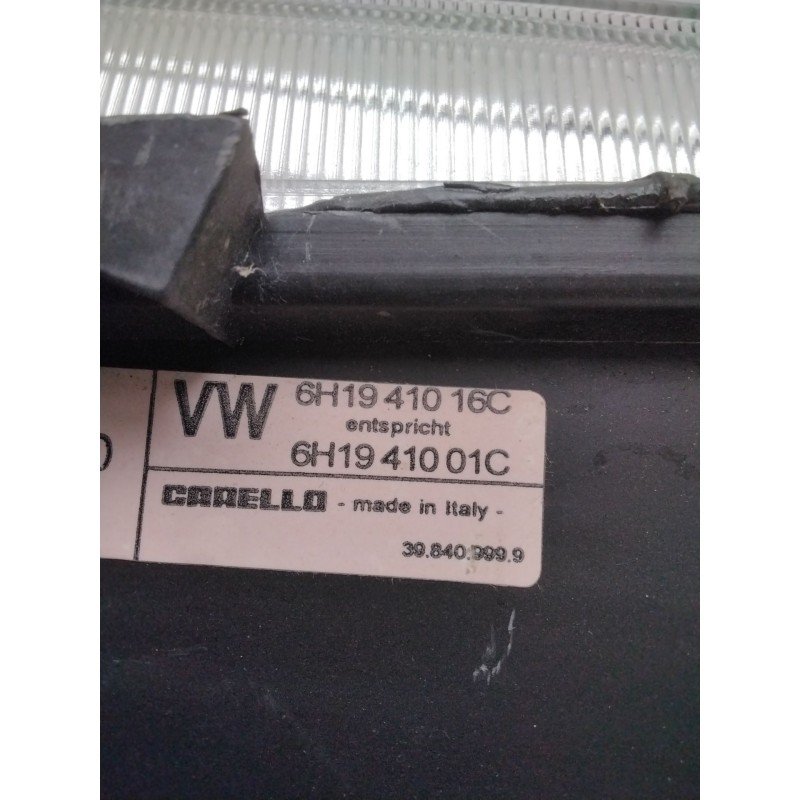 VW 6H19 410 16C
entspricht
6H19 410 01C
CARELLO - made in Italy -
39.840.999.9